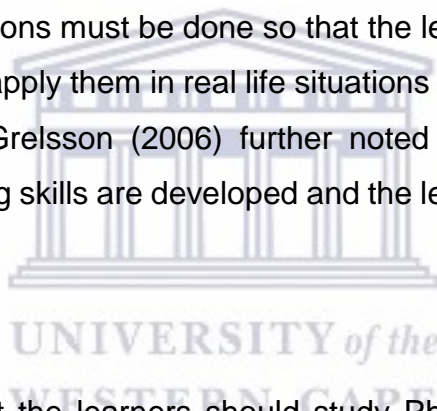 ons must be done so that the le
apply them in real life situations
Grelsson (2006) further noted
g skills are developed and the le
UNIVERSITY of the
t the learners should study Ph
WESTERN CAPE